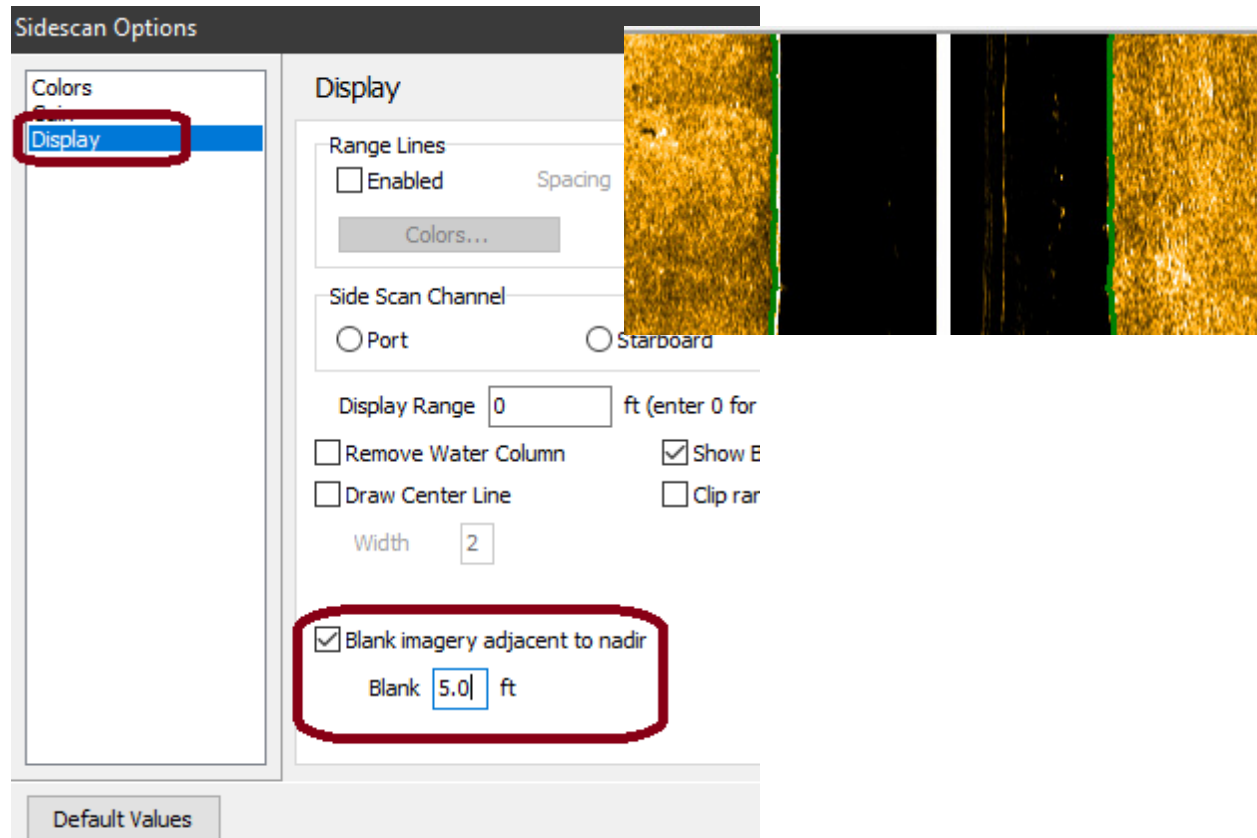 Sidescan Options
Colors
Gain
Display
Display
Range Lines
Enabled Spacing
Colors...
Side Scan Channel
Port Starboard
Display Range 0 ft (enter 0 for
Remove Water Column Show B
Draw Center Line Clip ran
Width 2
Blank imagery adjacent to nadir
Blank 5.0 ft
Default Values